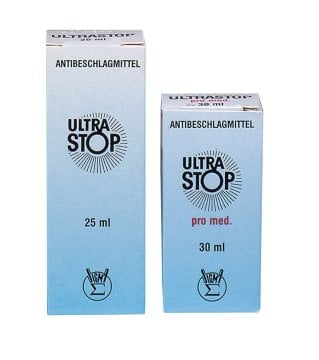 ULTRASTOP
25 ml
ANTIBESCHLAGMITTEL
ULTRA
STOP
25 ml
ULTRASTOP
pro med.
30 ml
ANTIBESCHLAGMITTEL
ULTRA
STOP
pro med.
30 ml